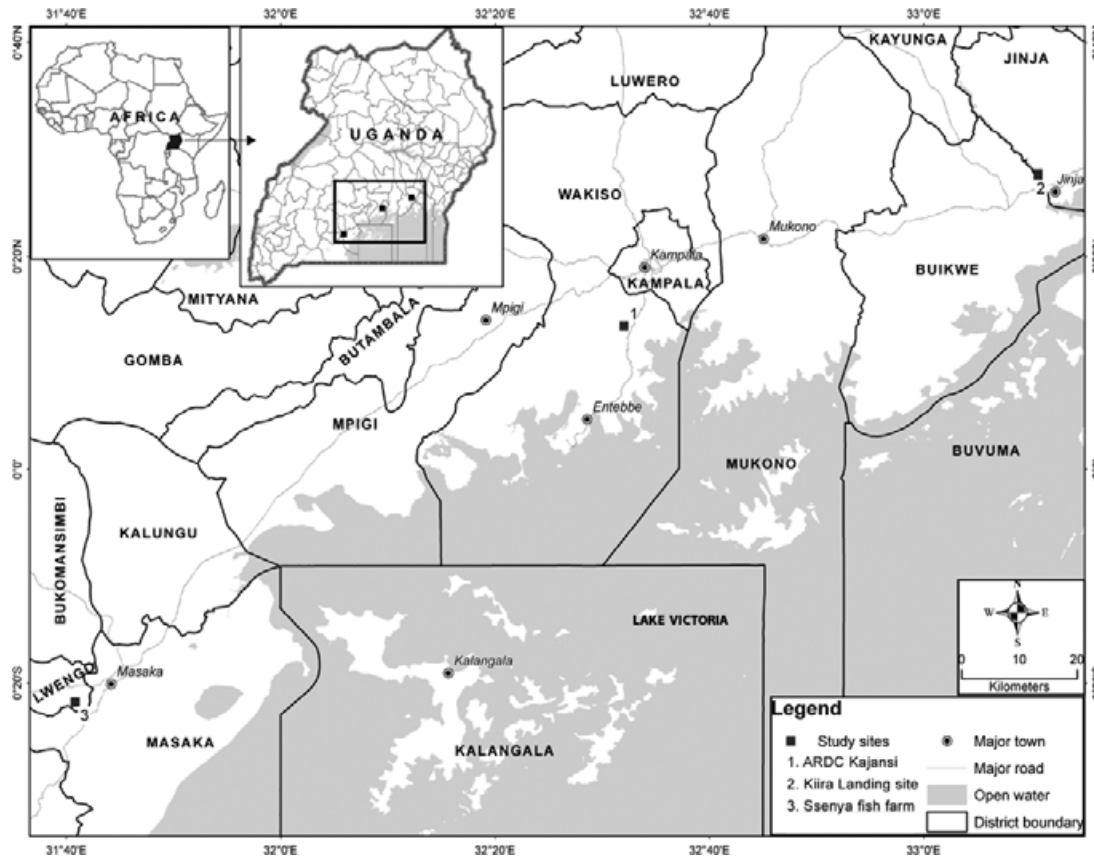 31°40'E
32°0'E
32°20'E
32°40'E
33°0'E
0°40'N
AFRICA
UGANDA
KAYUNGA
JINJA
LUWERO
WAKISO
2
Jinja
Mukono
0°20'N
Kampala
KAMPALA
BUIKWE
MITYANA
Mpigi
1
BUTAMBALA
GOMBA
Entebbe
MPIGI
0°0'
MUKONO
BUVUMA
BUKOMANSIMBI
KALUNGU
N
W E
S
LAKE VICTORIA
0 10 20
Kilometers
Kalangala
Masaka
LWENGO
0°20'S
3
MASAKA
KALANGALA
Legend
Study sites
1. ARDC Kajansi
2. Kiira Landing site
3. Ssenya fish farm
Major town
Major road
Open water
District boundary
31°40'E
32°0'E
32°20'E
32°40'E
33°0'E